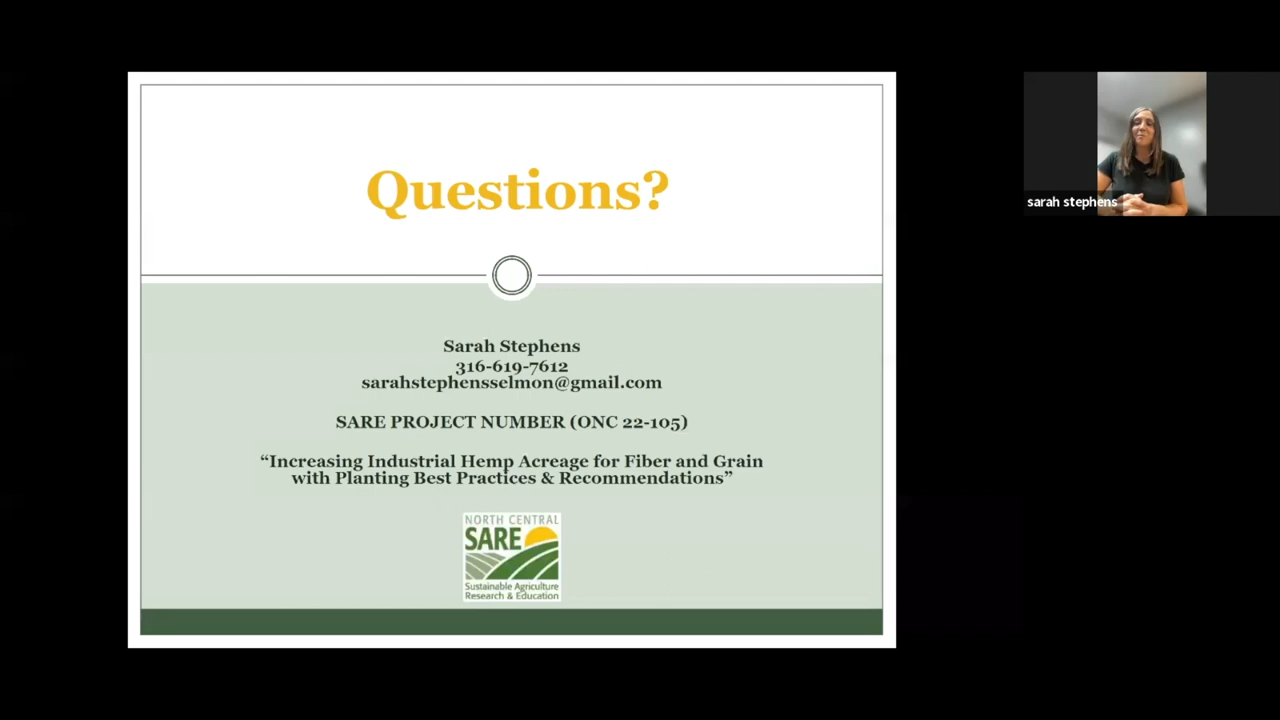 Questions?
Sarah Stephens
316-619-7612
sarahstephensselmon@gmail.com
SARE PROJECT NUMBER (ONC 22-105)
“Increasing Industrial Hemp Acreage for Fiber and Grain
with Planting Best Practices & Recommendations”
NORTH CENTRAL
SARE
Sustainable Agriculture
Research & Education
sarah stephens